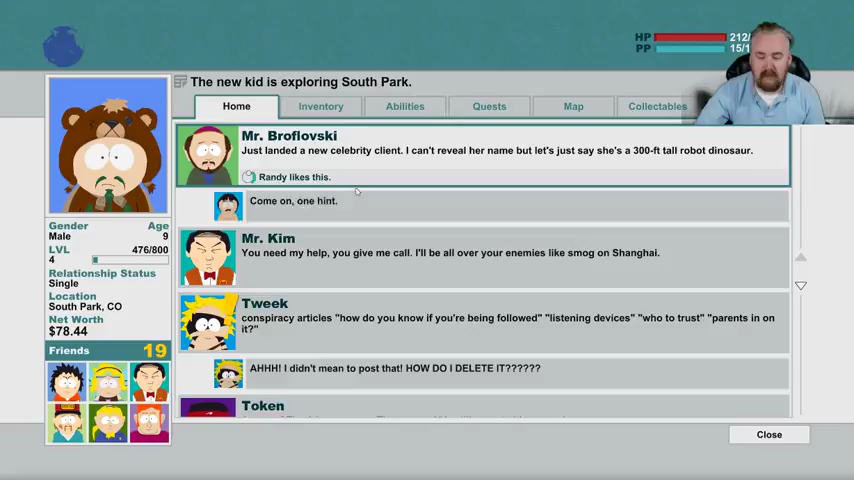 HP 212/
PP 15/1
The new kid is exploring South Park.
Home Inventory Abilities Quests Map Collectables
Mr. Broflovski
Just landed a new celebrity client. I can't reveal her name but let's just say she's a 300-ft tall robot dinosaur.
Randy likes this.
Come on, one hint.
Mr. Kim
You need my help, you give me call. I'll be all over your enemies like smog on Shanghai.
Tweek
conspiracy articles "how do you know if you're being followed" "listening devices" "who to trust" "parents in on
it?"
AHHH! I didn't mean to post that! HOW DO I DELETE IT??????
Token
Gender Age
Male 9
LVL 476/800
4
Relationship Status
Single
Location
South Park, CO
Net Worth
$78.44
Friends 19
Close